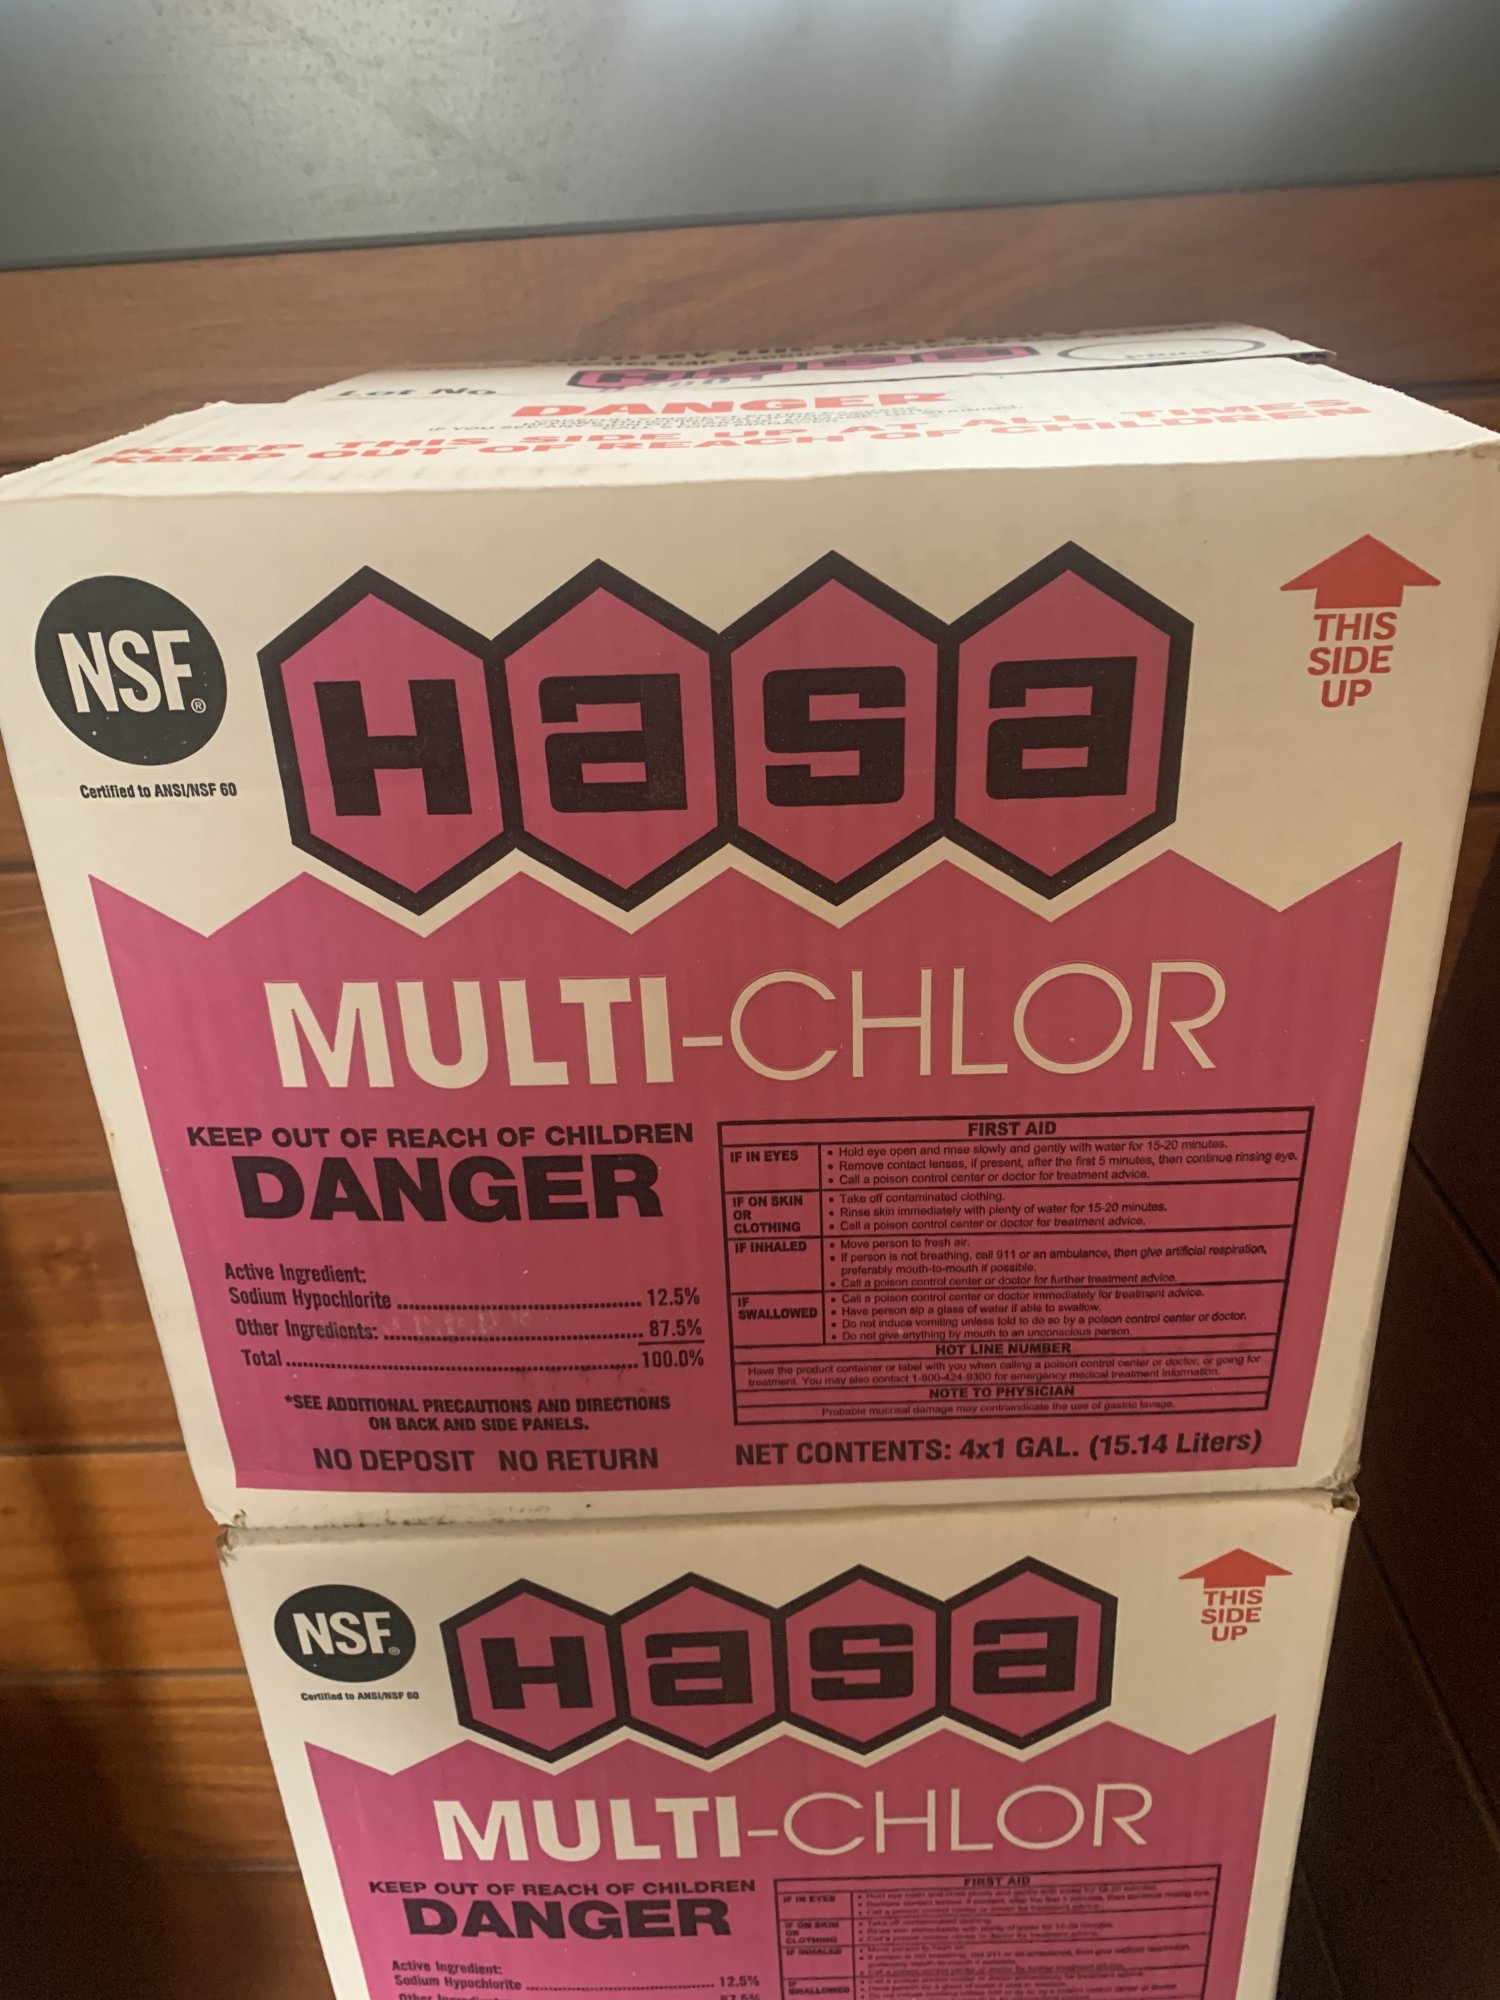 Lot No.
DANGER
KEEP THIS SIDE UP AT ALL TIMES
KEEP OUT OF REACH OF CHILDREN
NSF®
Certified to ANSI/NSF 60
Hasa
THIS
SIDE
UP
MULTI-CHLOR
KEEP OUT OF REACH OF CHILDREN
DANGER
Active Ingredient:
Sodium Hypochlorite .......... 12.5%
Other Ingredients: .......... 87.5%
Total .......... 100.0%
*SEE ADDITIONAL PRECAUTIONS AND DIRECTIONS
ON BACK AND SIDE PANELS.
NO DEPOSIT NO RETURN
FIRST AID
IF IN EYES
• Hold eye open and rinse slowly and gently with water for 15-20 minutes.
• Remove contact lenses, if present, after the first 5 minutes, then continue rinsing eye.
• Call a poison control center or doctor for treatment advice.
IF ON SKIN
OR
CLOTHING
• Take off contaminated clothing.
• Rinse skin immediately with plenty of water for 15-20 minutes.
• Call a poison control center or doctor for treatment advice.
IF INHALED
• Move person to fresh air.
• If person is not breathing, call 911 or an ambulance, then give artificial respiration,
preferably mouth-to-mouth if possible.
• Call a poison control center or doctor for further treatment advice.
IF
SWALLOWED
• Call a poison control center or doctor immediately for treatment advice.
• Have person sip a glass of water if able to swallow.
• Do not induce vomiting unless told to do so by a poison control center or doctor.
• Do not give anything by mouth to an unconscious person.
HOT LINE NUMBER
Have the product container or label with you when calling a poison control center or doctor, or going for
treatment. You may also contact 1-800-424-9300 for emergency medical treatment information.
NOTE TO PHYSICIAN
Probable mucosal damage may contraindicate the use of gastric lavage.
NET CONTENTS: 4x1 GAL. (15.14 Liters)
NSF®
Certified to ANSI/NSF 60
Hasa
THIS
SIDE
UP
MULTI-CHLOR
KEEP OUT OF REACH OF CHILDREN
DANGER
Active Ingredient:
Sodium Hypochlorite .......... 12.5%
FIRST AID
IF IN EYES
IF ON SKIN
OR
CLOTHING
IF INHALED
IF
SWALLOWED